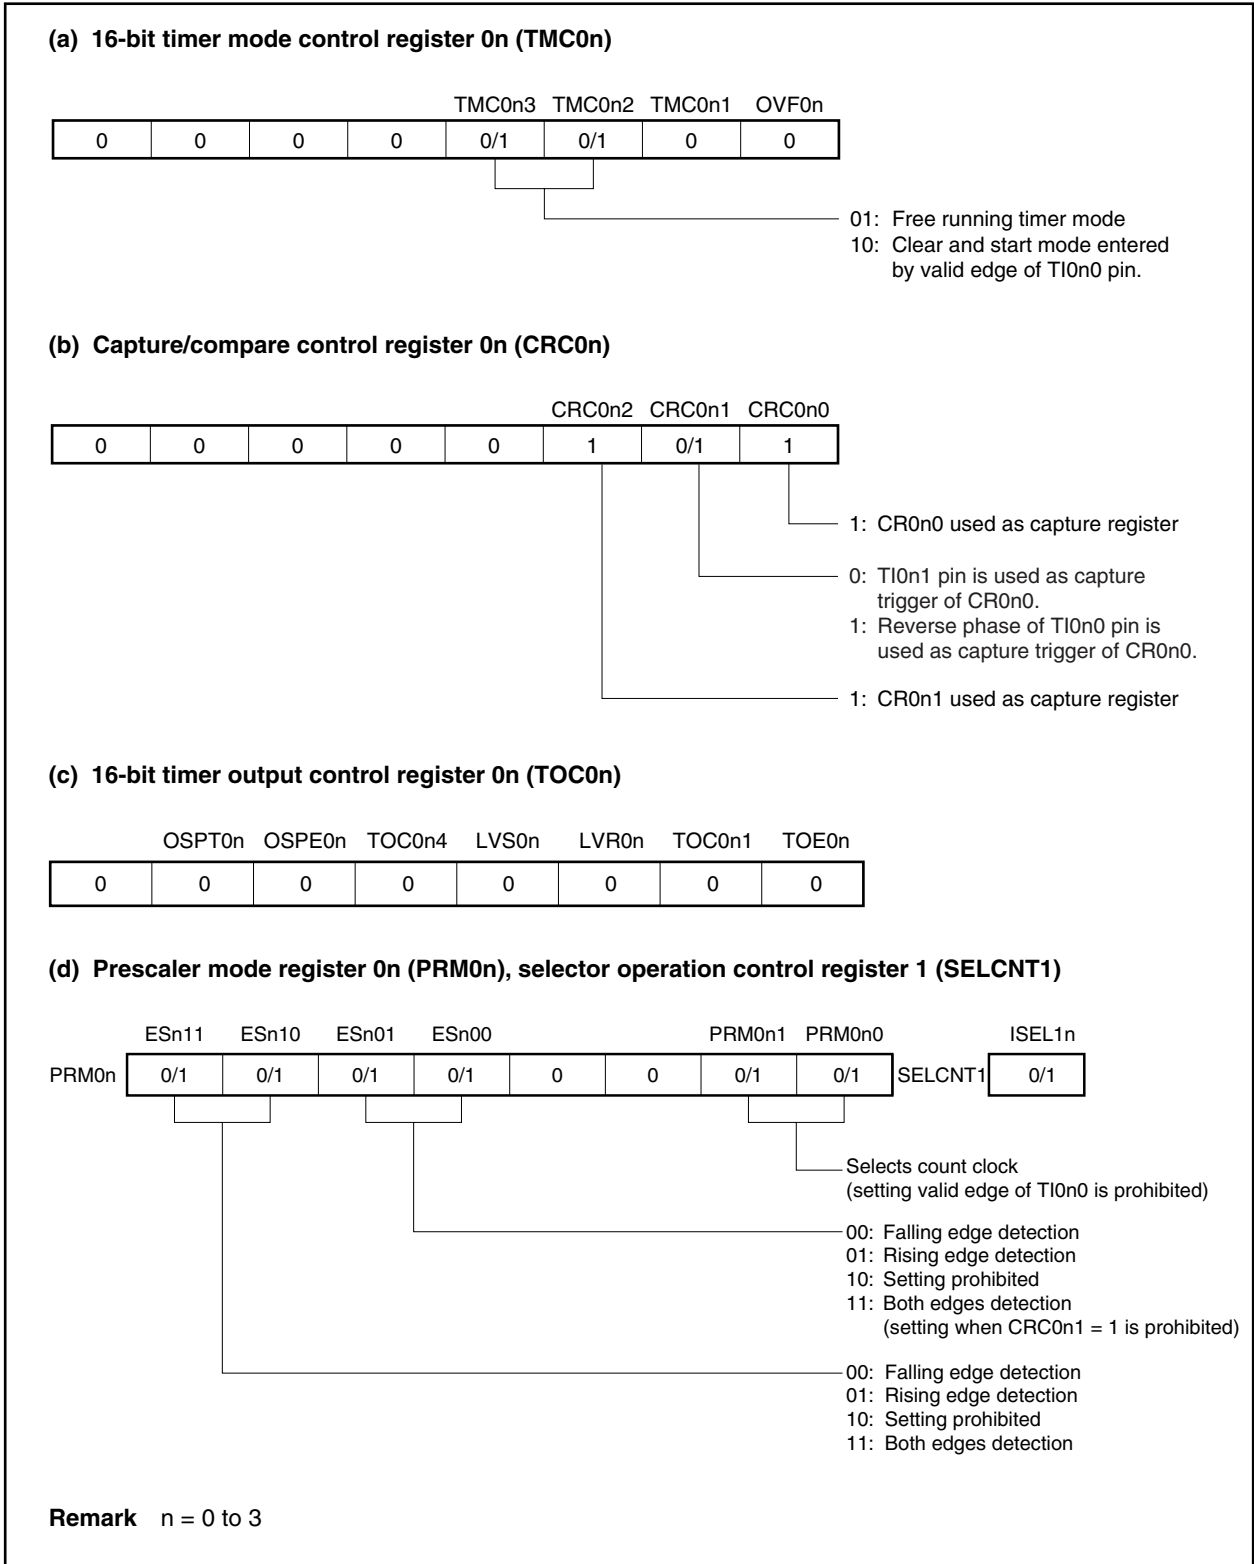 (a) 16-bit timer mode control register 0n (TMC0n)
TMC0n3 TMC0n2 TMC0n1 OVF0n
0 0 0 0 0/1 0/1 0 0
01: Free running timer mode
10: Clear and start mode entered
by valid edge of TI0n0 pin.
(b) Capture/compare control register 0n (CRC0n)
CRC0n2 CRC0n1 CRC0n0
0 0 0 0 0 1 0/1 1
1: CR0n0 used as capture register
0: TI0n1 pin is used as capture
trigger of CR0n0.
1: Reverse phase of TI0n0 pin is
used as capture trigger of CR0n0.
1: CR0n1 used as capture register
(c) 16-bit timer output control register 0n (TOC0n)
OSPT0n OSPE0n TOC0n4 LVS0n LVR0n TOC0n1 TOE0n
0 0 0 0 0 0 0 0
(d) Prescaler mode register 0n (PRM0n), selector operation control register 1 (SELCNT1)
ESn11 ESn10 ESn01 ESn00 PRM0n1 PRM0n0 ISEL1n
PRM0n 0/1 0/1 0/1 0/1 0 0 0/1 0/1 SELCNT1 0/1
Selects count clock
(setting valid edge of TI0n0 is prohibited)
00: Falling edge detection
01: Rising edge detection
10: Setting prohibited
11: Both edges detection
(setting when CRC0n1 = 1 is prohibited)
00: Falling edge detection
01: Rising edge detection
10: Setting prohibited
11: Both edges detection
Remark n = 0 to 3